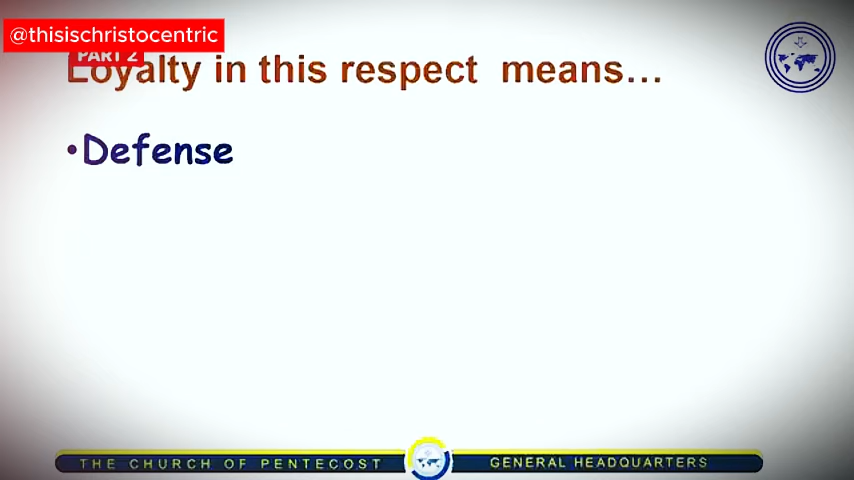 @thisischristocentric
PART 2
Loyalty in this respect means...
•Defense
THE CHURCH OF PENTECOST
GENERAL HEADQUARTERS